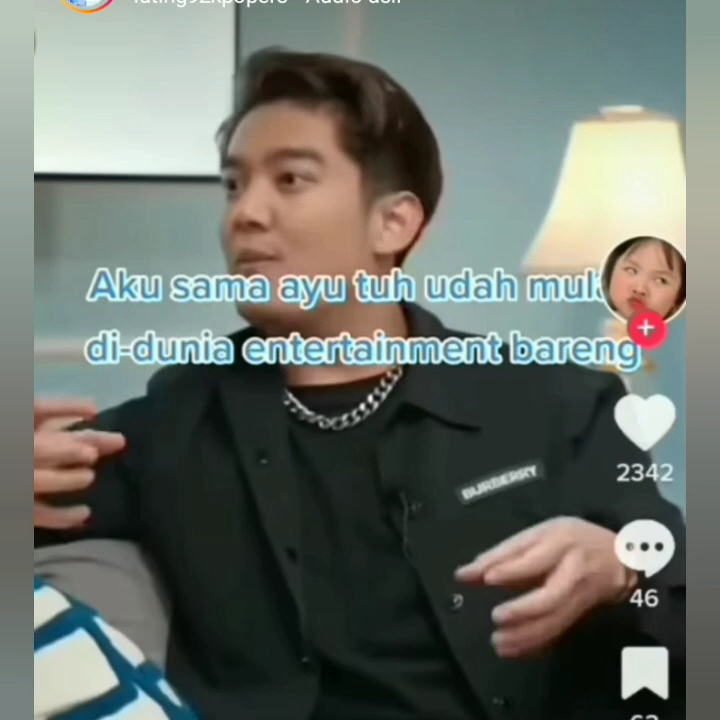 Aku sama ayu tuh udah
di-dunia entertainment bareng
BURBERRY
2342
46